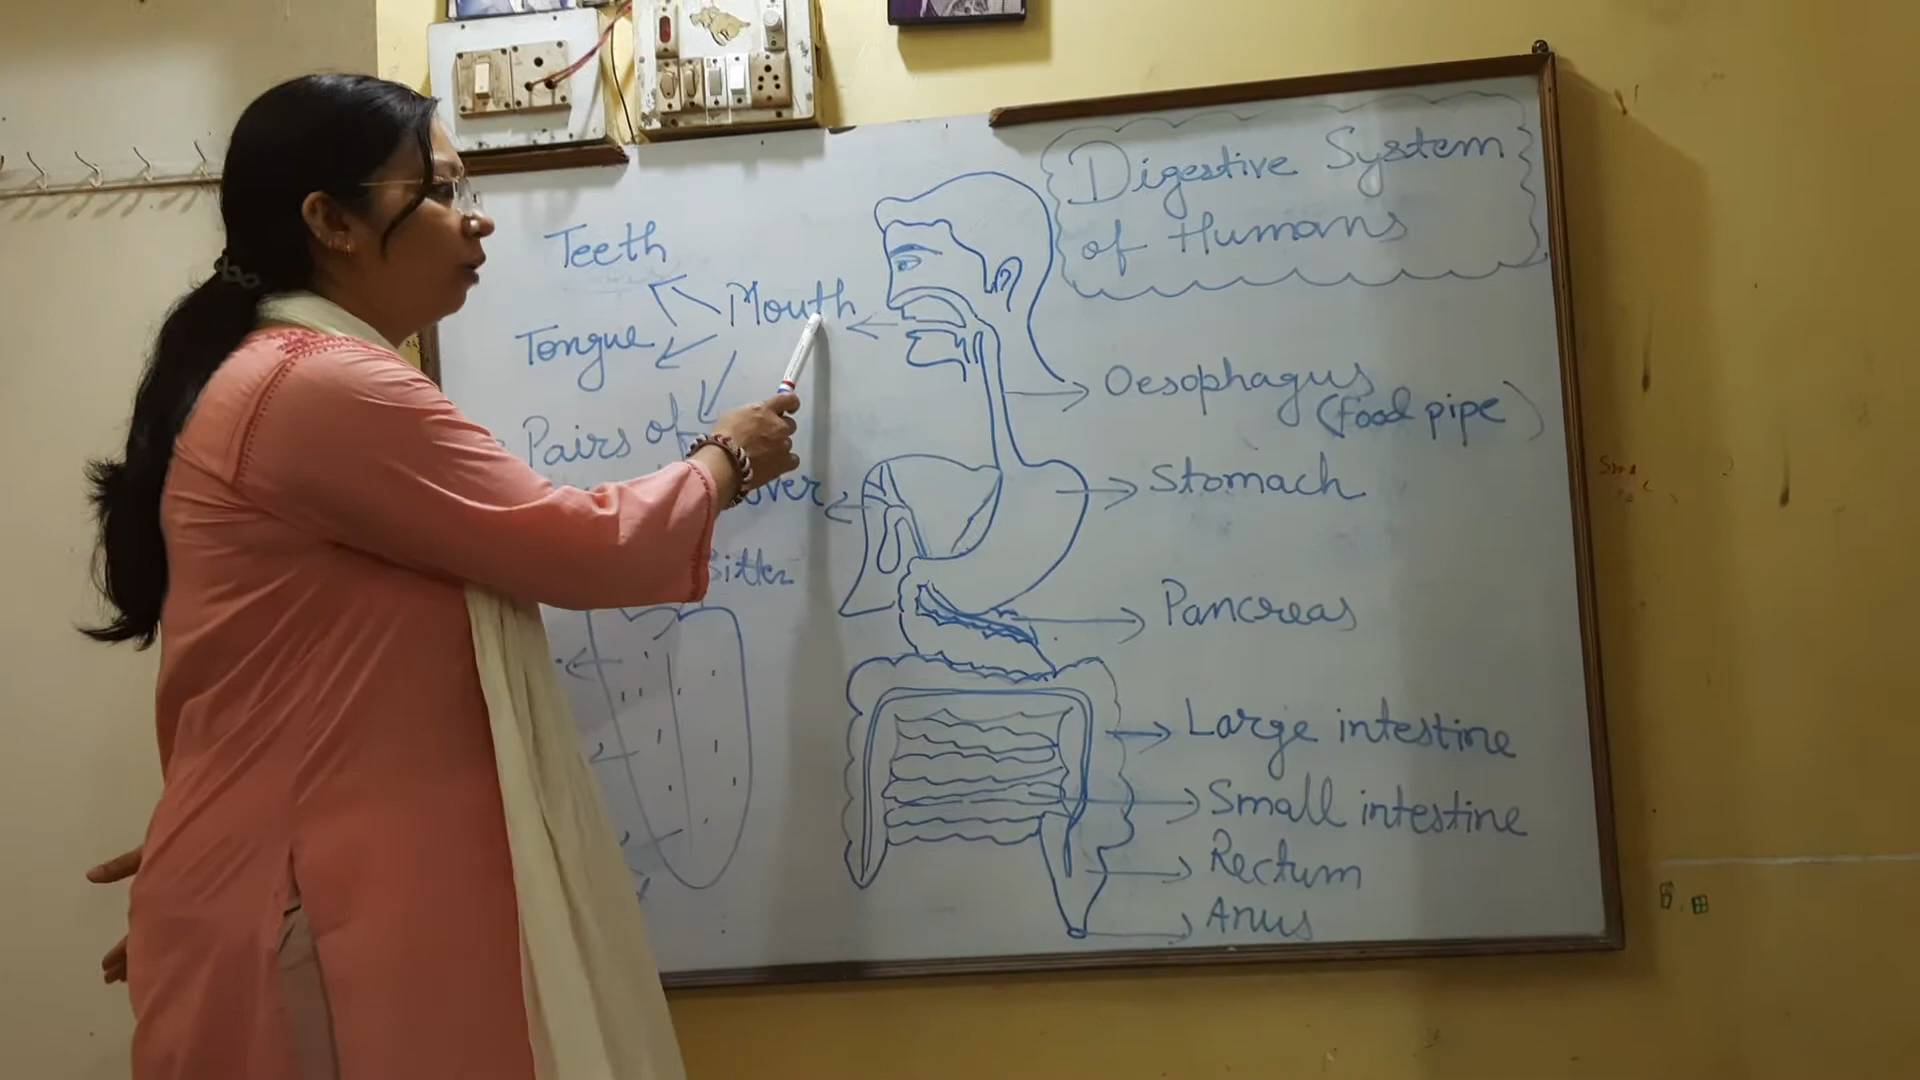 Digestive System
of Humans
Teeth
Mouth
Tongue
Pairs of
Oesophagus
(Food pipe)
Stomach
Pancreas
Large intestine
Small intestine
Rectum
Anus